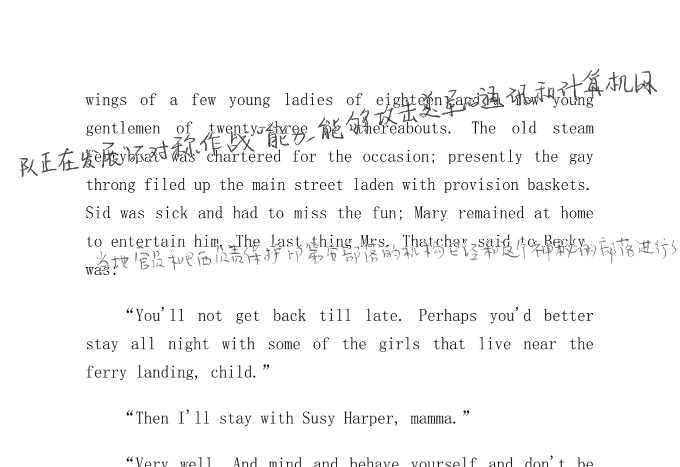 wings of a few young ladies of eighteen and a few young
gentlemen of twenty-three or thereabouts. The old steam
队正在发展不对称作战能力,能够攻击 通讯和计算机网
ferryboat was chartered for the occasion; presently the gay
throng filed up the main street laden with provision baskets.
Sid was sick and had to miss the fun; Mary remained at home
to entertain him. The last thing Mrs. Thatcher said to Becky
当地官员和巴西负责保护印第安部落的机构已经和这个神秘的部落进行
was:
“You'll not get back till late. Perhaps you'd better
stay all night with some of the girls that live near the
ferry landing, child.”
“Then I'll stay with Susy Harper, mamma.”
“Very well. And mind and behave yourself and don't be